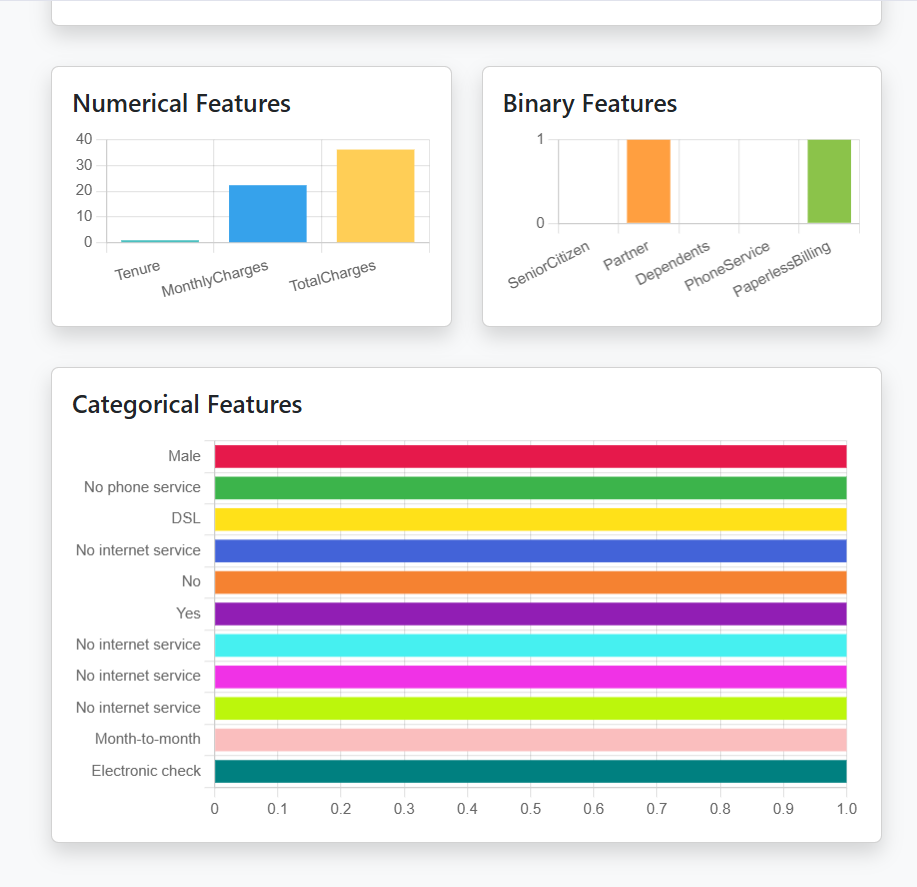 Numerical Features
40
30
20
10
0
Tenure
MonthlyCharges
TotalCharges
Binary Features
1
0
SeniorCitizen
Partner
Dependents
PhoneService
PaperlessBilling
Categorical Features
Male
No phone service
DSL
No internet service
No
Yes
No internet service
No internet service
No internet service
Month-to-month
Electronic check
0 0.1 0.2 0.3 0.4 0.5 0.6 0.7 0.8 0.9 1.0